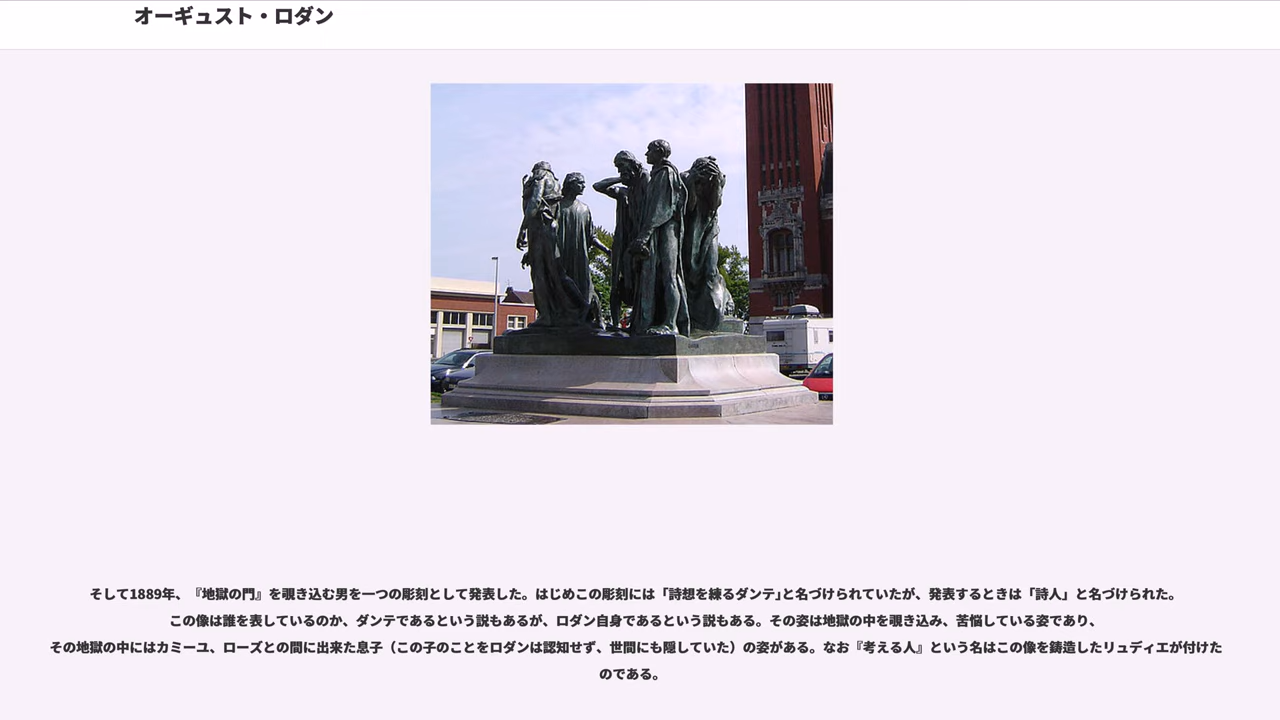 オーギュスト・ロダン
そして1889年、『地獄の門』を覗き込む男を一つの彫刻として発表した。はじめこの彫刻には「詩想を練るダンテ」と名づけられていたが、発表するときは「詩人」と名づけられた。
この像は誰を表しているのか、ダンテであるという説もあるが、ロダン自身であるという説もある。その姿は地獄の中を覗き込み、苦悩している姿であり、
その地獄の中にはカミーユ、ローズとの間に出来た息子（この子のことをロダンは認知せず、世間にも隠していた）の姿がある。なお『考える人』という名はこの像を鋳造したリュディエが付けた
のである。